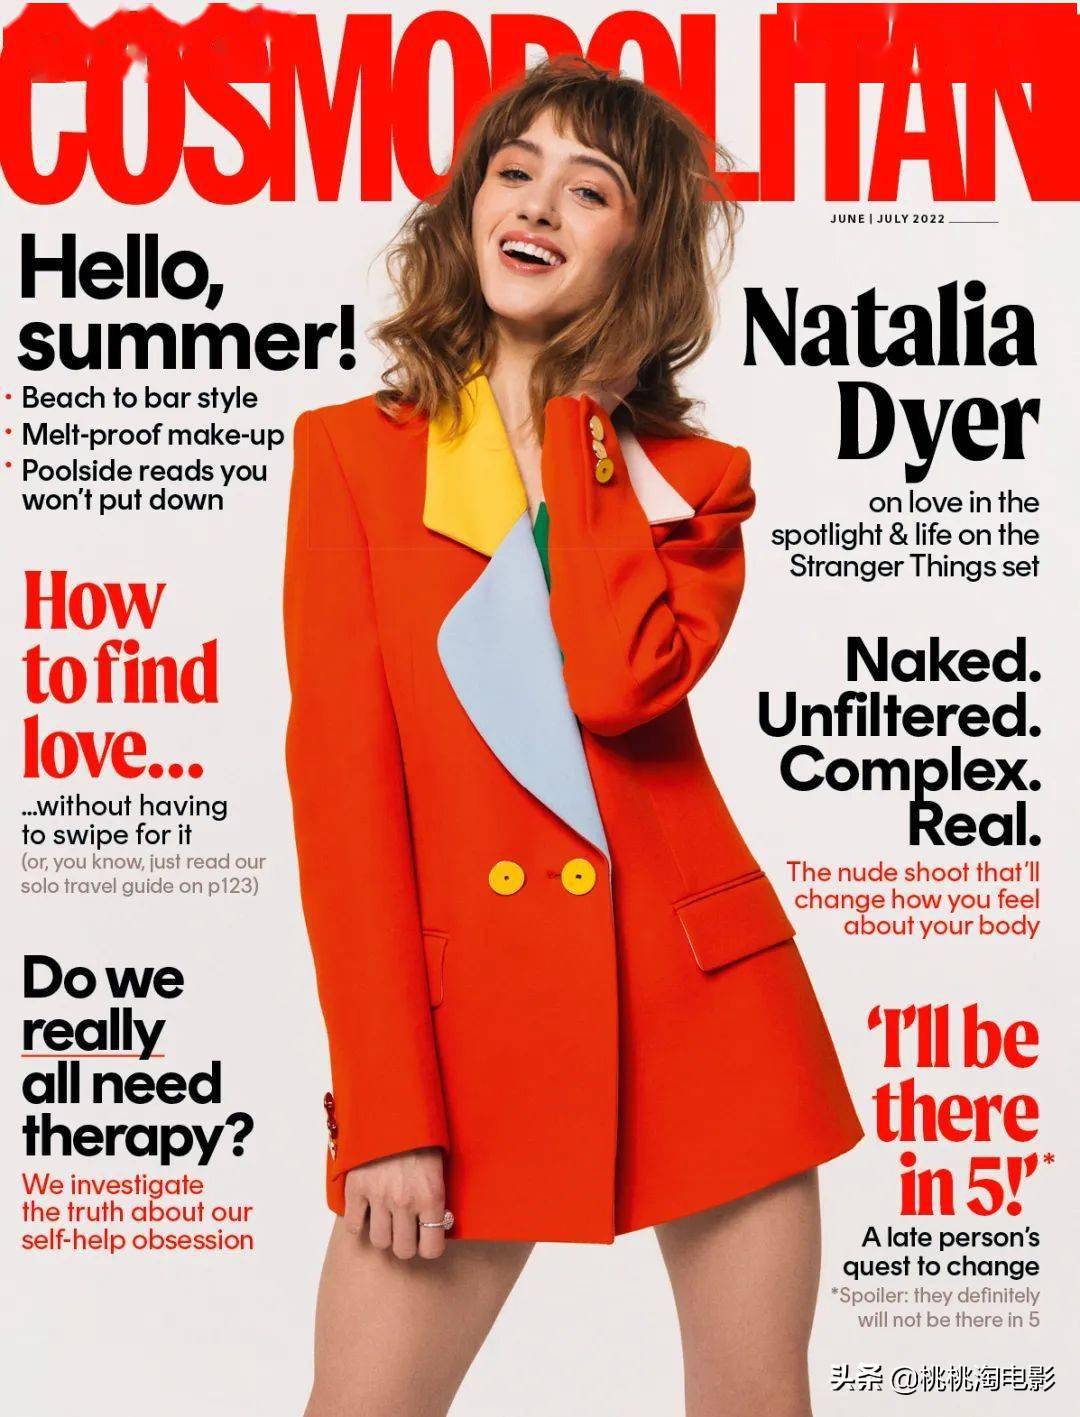 COSMOPOLITAN
JUNE | JULY 2022
Hello,
summer!
• Beach to bar style
• Melt-proof make-up
• Poolside reads you
won't put down
How
to find
love...
...without having
to swipe for it
(or, you know, just read our
solo travel guide on p123)
Do we
really
all need
therapy?
We investigate
the truth about our
self-help obsession
Natalia
Dyer
on love in the
spotlight & life on the
Stranger Things set
Naked.
Unfiltered.
Complex.
Real.
The nude shoot that'll
change how you feel
about your body
‘I'll be
there
in 5!’*
A late person's
quest to change
*Spoiler: they definitely
will not be there in 5
头条 @桃桃淘电影